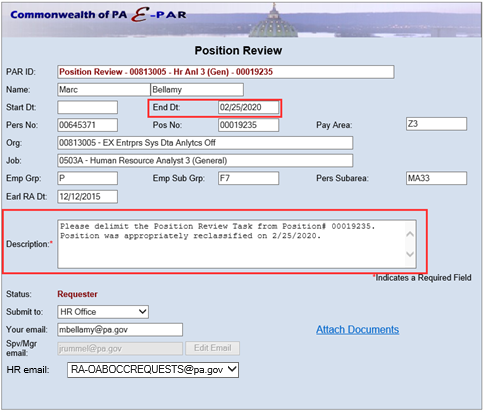 Commonwealth of PA E-PAR
Position Review
PAR ID: Position Review - 00813005 - Hr Anl 3 (Gen) - 00019235
Name: Marc Bellamy
Start Dt: End Dt: 02/25/2020
Pers No: 00645371 Pos No: 00019235 Pay Area: Z3
Org: 00813005 - EX Entrprs Sys Dta Anlytcs Off
Job: 0503A - Human Resource Analyst 3 (General)
Emp Grp: P Emp Sub Grp: F7 Pers Subarea: MA33
Earl RA Dt: 12/12/2015
Description:* Please delimit the Position Review Task from Position# 00019235.
Position was appropriately reclassified on 2/25/2020.
*Indicates a Required Field
Status: Requester
Submit to: HR Office
Your email: mbellamy@pa.gov Attach Documents
Spv/Mgr email: jrummel@pa.gov Edit Email
HR email: RA-OABOCCREQUESTS@pa.gov